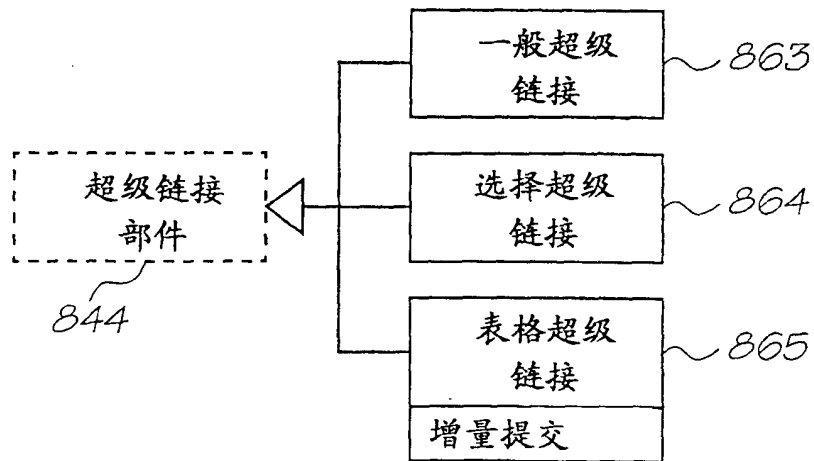 一般超级
链接
863
超级链接
部件
844
选择超级
链接
864
表格超级
链接
865
增量提交